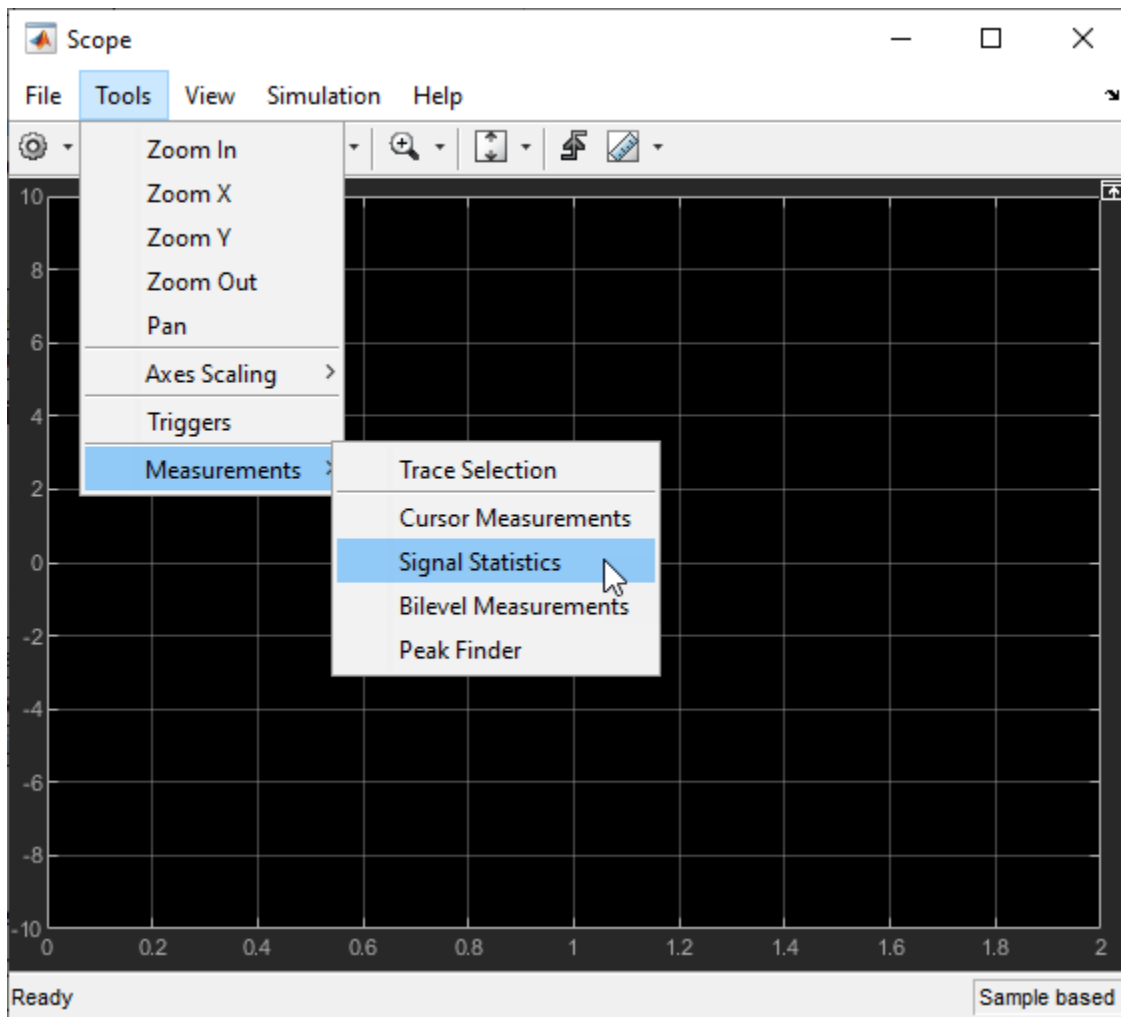 Scope
File Tools View Simulation Help
Zoom In
Zoom X
Zoom Y
Zoom Out
Pan
Axes Scaling
Triggers
Measurements
Trace Selection
Cursor Measurements
Signal Statistics
Bilevel Measurements
Peak Finder
10
8
6
4
2
0
-2
-4
-6
-8
-10
0 0.2 0.4 0.6 0.8 1 1.2 1.4 1.6 1.8 2
Ready Sample based